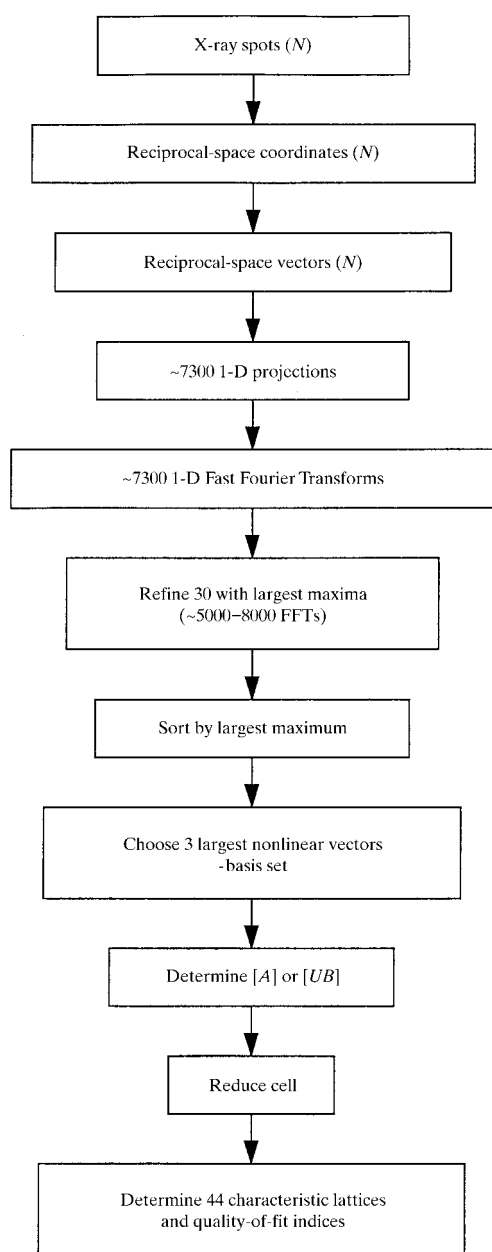 X-ray spots (N)
Reciprocal-space coordinates (N)
Reciprocal-space vectors (N)
~7300 1-D projections
~7300 1-D Fast Fourier Transforms
Refine 30 with largest maxima
(~5000−8000 FFTs)
Sort by largest maximum
Choose 3 largest nonlinear vectors
-basis set
Determine [A] or [UB]
Reduce cell
Determine 44 characteristic lattices
and quality-of-fit indices